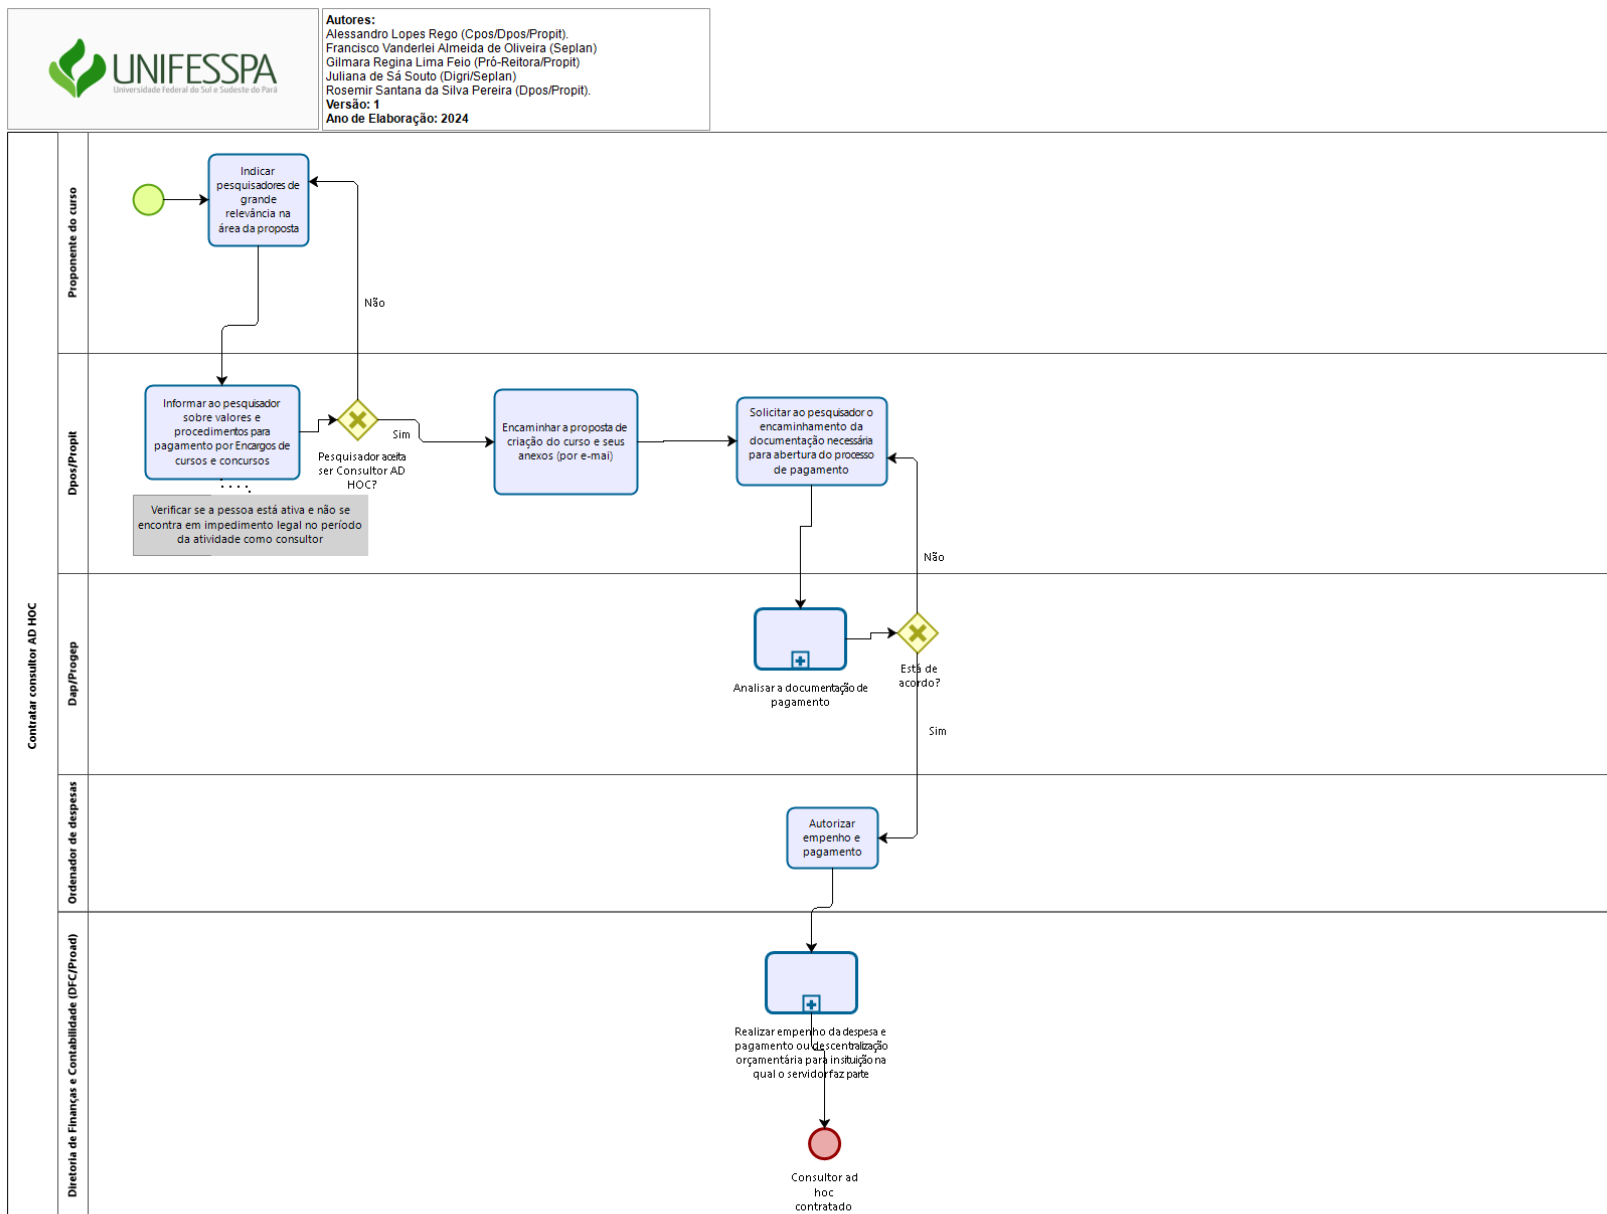 UNIFESSPA
Universidade Federal do Sul e Sudeste do Pará
Autores:
Alessandro Lopes Rego (Cpos/Dpos/Propit).
Francisco Vanderlei Almeida de Oliveira (Seplan)
Gilmara Regina Lima Feio (Pró-Reitora/Propit)
Juliana de Sá Souto (Digri/Seplan)
Rosemir Santana da Silva Pereira (Dpos/Propit).
Versão: 1
Ano de Elaboração: 2024
Contratar consultor AD HOC
Proponente do curso
Indicar
pesquisadores de
grande
relevância na
área da proposta
Não
Dpos/Propit
Informar ao pesquisador
sobre valores e
procedimentos para
pagamento por Encargos de
cursos e concursos
Sim
Pesquisador aceita
ser Consultor AD
HOC?
Verificar se a pessoa está ativa e não se
encontra em impedimento legal no período
da atividade como consultor
Encaminhar a proposta de
criação do curso e seus
anexos (por e-mai)
Solicitar ao pesquisador o
encaminhamento da
documentação necessária
para abertura do processo
de pagamento
Não
Dap/Progep
Analisar a documentação de
pagamento
Está de
acordo?
Sim
Ordenador de despesas
Autorizar
empenho e
pagamento
Diretoria de Finanças e Contabilidade (DFC/Proad)
Realizar empenho da despesa e
pagamento ou descentralização
orçamentária para insituição na
qual o servidor faz parte
Consultor ad
hoc
contratado